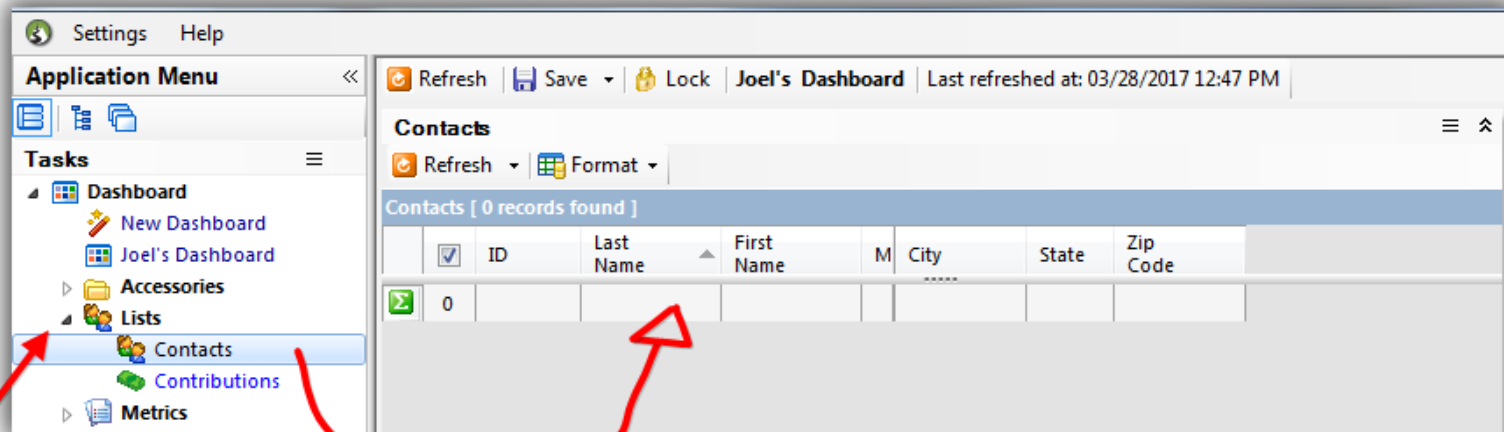 Settings Help
Application Menu
Refresh Save Lock Joel's Dashboard Last refreshed at: 03/28/2017 12:47 PM
Contacts
Tasks
Refresh Format
Dashboard
New Dashboard
Joel's Dashboard
Accessories
Lists
Contacts
Contributions
Metrics
Contacts [ 0 records found ]
ID Last Name First Name M City State Zip Code
Σ 0